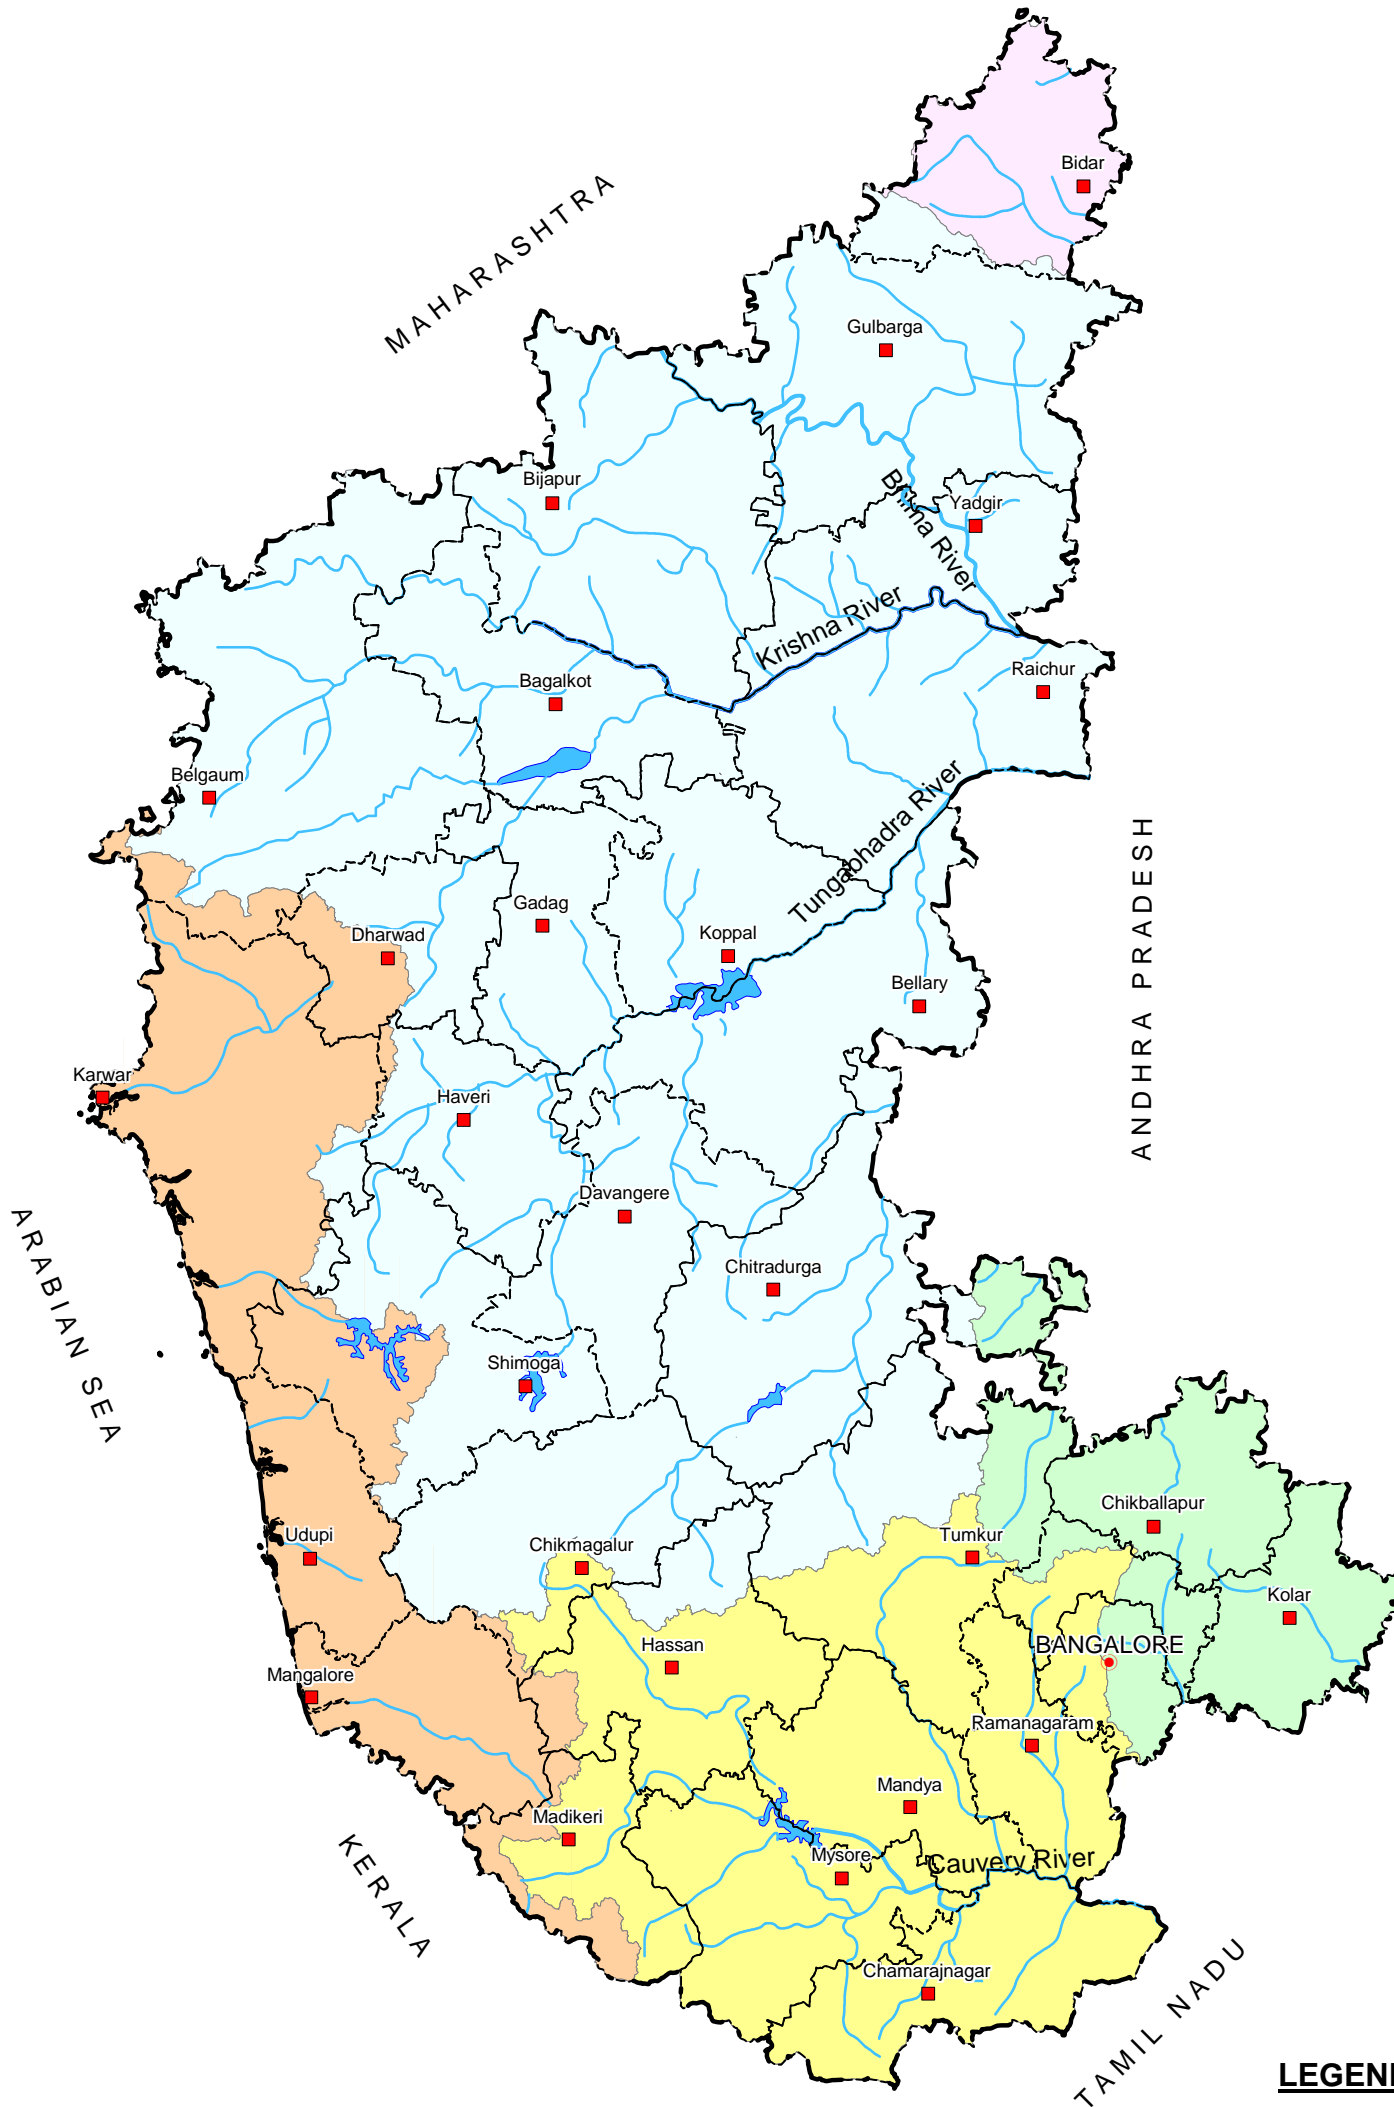 Bidar
MAHARASHTRA
Gulbarga
Bijapur
Yadgir
Bhima River
Krishna River
Raichur
Bagalkot
Belgaum
Tungabhadra River
ANDHRA PRADESH
Gadag
Dharwad
Koppal
Bellary
Karwar
Haveri
Davangere
ARABIAN SEA
Chitradurga
Shimoga
Chikballapur
Udupi
Chikmagalur
Tumkur
Kolar
Hassan
BANGALORE
Mangalore
Ramanagaram
Mandya
Madikeri
Mysore
Cauvery River
KERALA
Chamarajnagar
TAMIL NADU
LEGEN